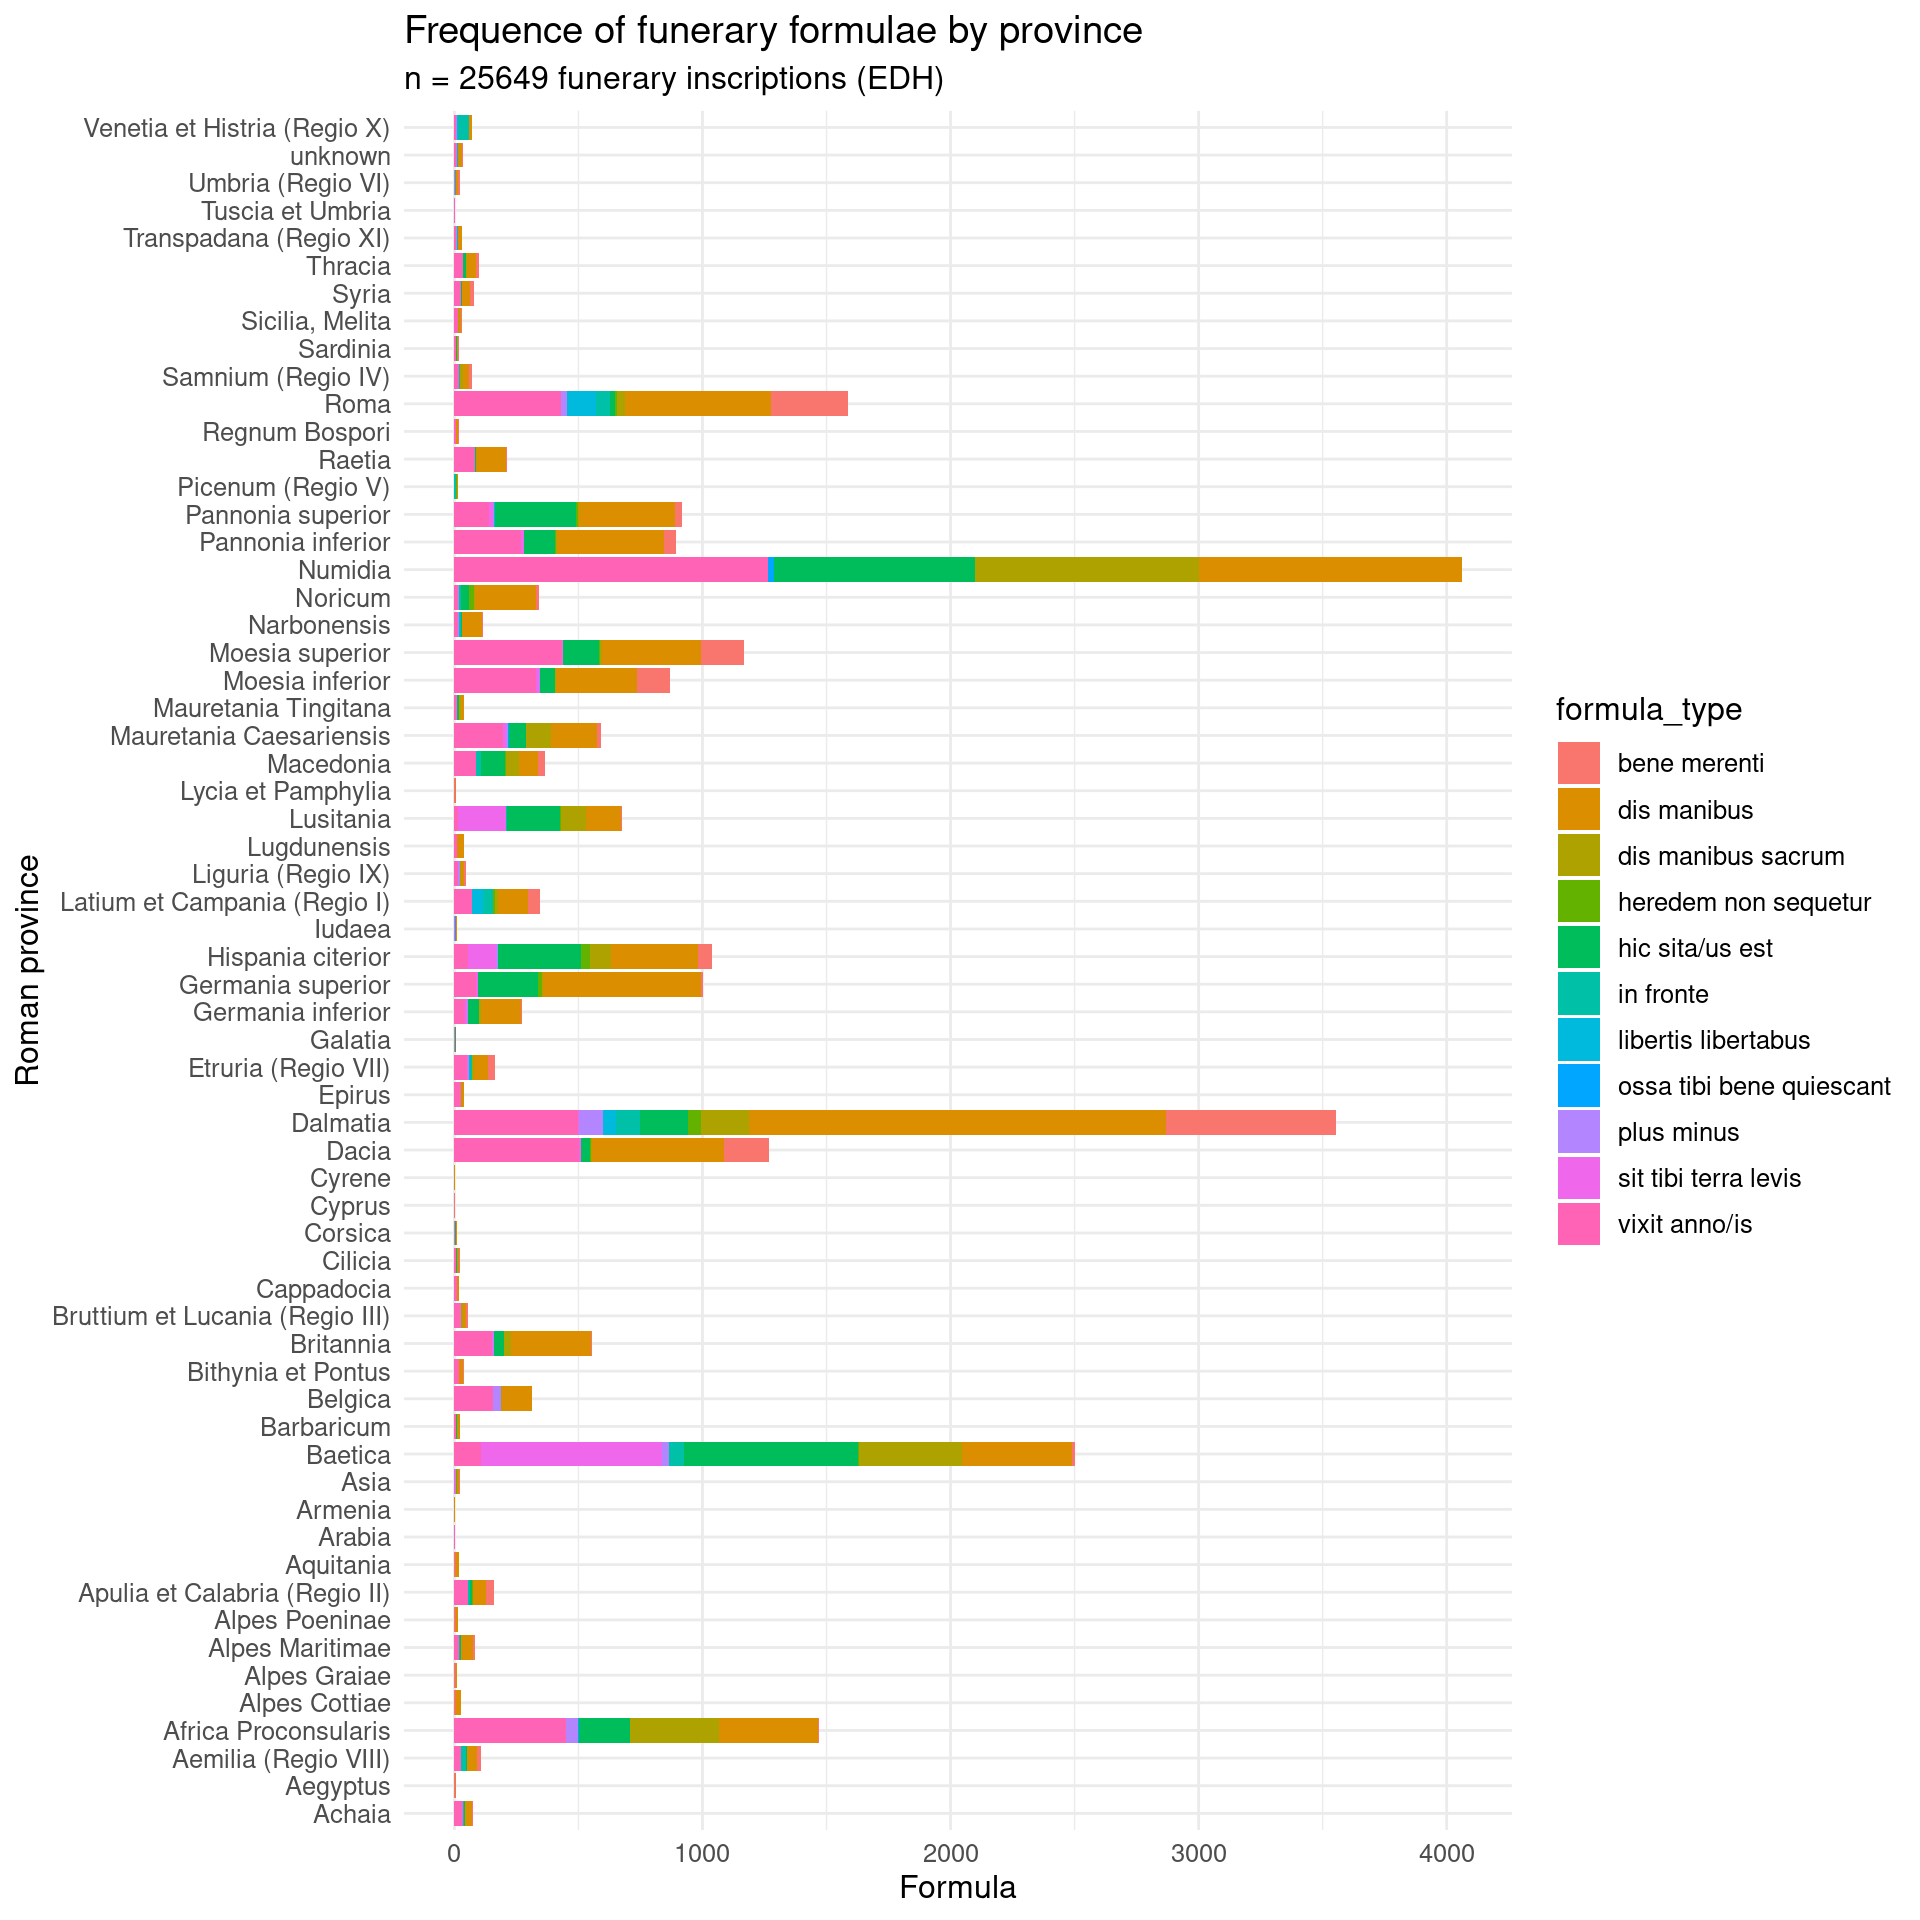 Frequence of funerary formulae by province
n = 25649 funerary inscriptions (EDH)
Roman province
Venetia et Histria (Regio X)
unknown
Umbria (Regio VI)
Tuscia et Umbria
Transpadana (Regio XI)
Thracia
Syria
Sicilia, Melita
Sardinia
Samnium (Regio IV)
Roma
Regnum Bospori
Raetia
Picenum (Regio V)
Pannonia superior
Pannonia inferior
Numidia
Noricum
Narbonensis
Moesia superior
Moesia inferior
Mauretania Tingitana
Mauretania Caesariensis
Macedonia
Lycia et Pamphylia
Lusitania
Lugdunensis
Liguria (Regio IX)
Latium et Campania (Regio I)
Iudaea
Hispania citerior
Germania superior
Germania inferior
Galatia
Etruria (Regio VII)
Epirus
Dalmatia
Dacia
Cyrene
Cyprus
Corsica
Cilicia
Cappadocia
Bruttium et Lucania (Regio III)
Britannia
Bithynia et Pontus
Belgica
Barbaricum
Baetica
Asia
Armenia
Arabia
Aquitania
Apulia et Calabria (Regio II)
Alpes Poeninae
Alpes Maritimae
Alpes Graiae
Alpes Cottiae
Africa Proconsularis
Aemilia (Regio VIII)
Aegyptus
Achaia
0 1000 2000 3000 4000
Formula
formula_type
bene merenti
dis manibus
dis manibus sacrum
heredem non sequetur
hic sita/us est
in fronte
libertis libertabus
ossa tibi bene quiescant
plus minus
sit tibi terra levis
vixit anno/is